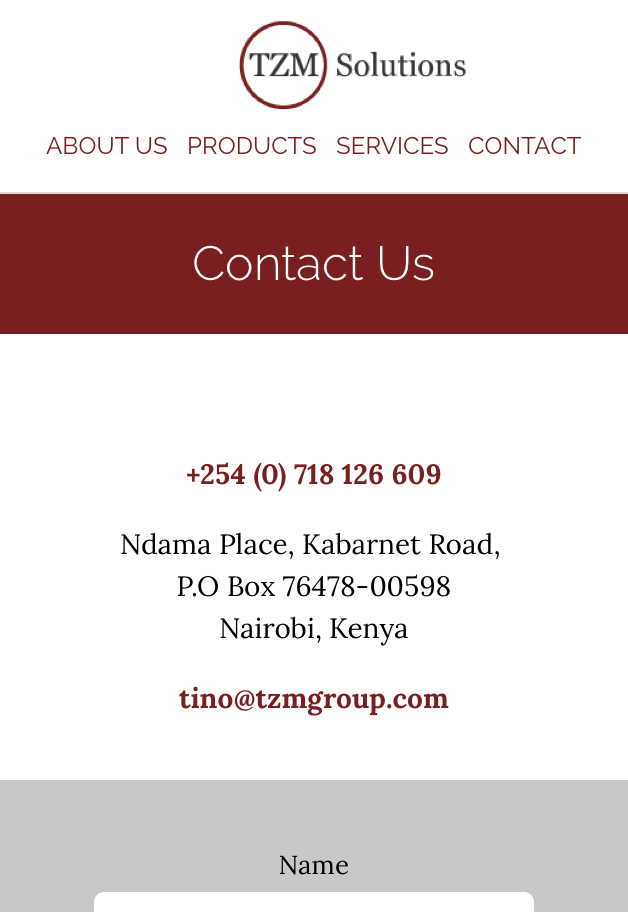 TZM Solutions
ABOUT US PRODUCTS SERVICES CONTACT
Contact Us
+254 (0) 718 126 609
Ndama Place, Kabarnet Road,
P.O Box 76478-00598
Nairobi, Kenya
tino@tzmgroup.com
Name